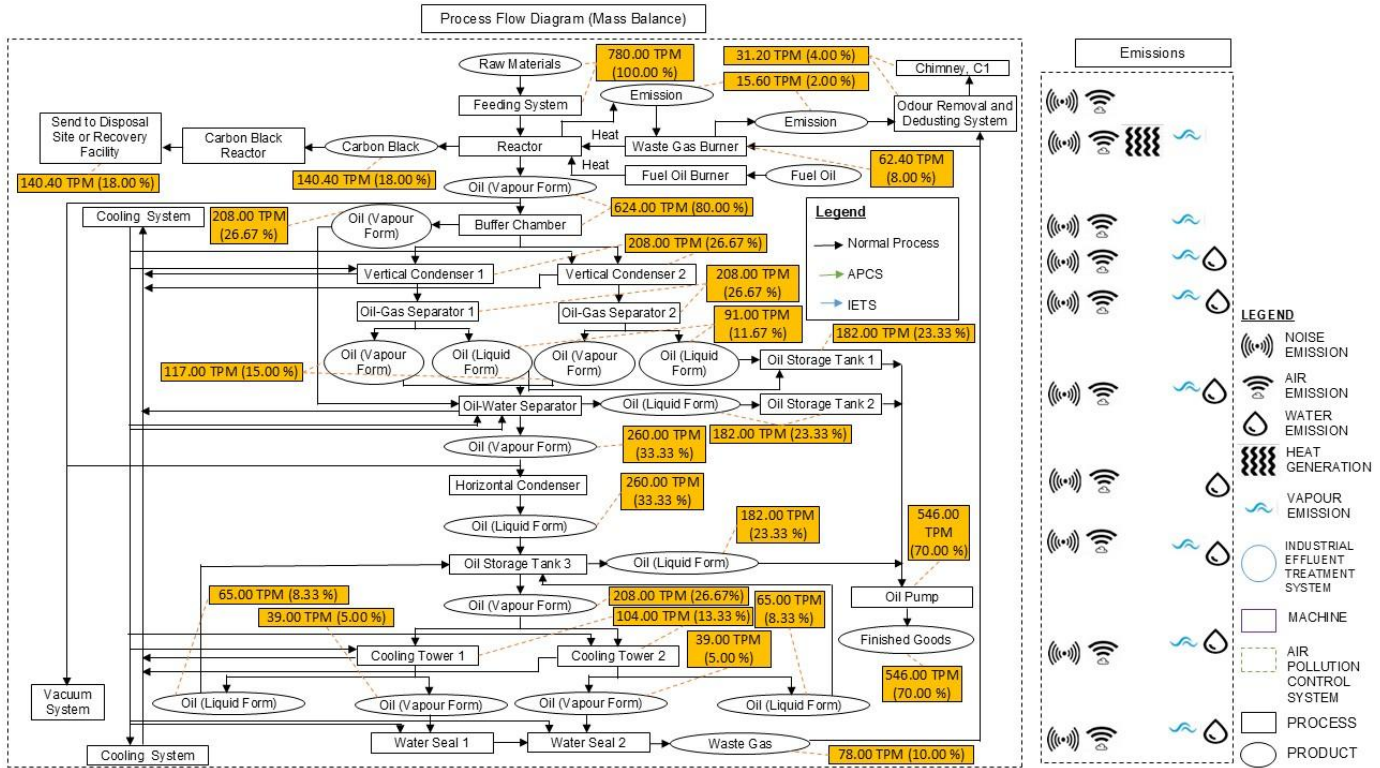 Process Flow Diagram (Mass Balance)
Raw Materials
780.00 TPM
(100.00 %)
31.20 TPM (4.00 %)
15.60 TPM (2.00 %)
Chimney, C1
Feeding System
Emission
Emission
Odour Removal and
Dedusting System
Send to Disposal
Site or Recovery
Facility
Carbon Black
Reactor
Carbon Black
Reactor
Heat
Waste Gas Burner
Heat
Fuel Oil Burner
Fuel Oil
62.40 TPM
(8.00 %)
140.40 TPM (18.00 %)
140.40 TPM (18.00 %)
Oil (Vapour
Form)
624.00 TPM (80.00 %)
Cooling System
208.00 TPM
(26.67 %)
Oil (Vapour
Form)
Buffer Chamber
Legend
Normal Process
APCS
IETS
208.00 TPM (26.67 %)
Vertical Condenser 1
Vertical Condenser 2
208.00 TPM
(26.67 %)
Oil-Gas Separator 1
Oil-Gas Separator 2
91.00 TPM
(11.67 %)
182.00 TPM (23.33 %)
Oil (Vapour
Form)
Oil (Liquid
Form)
Oil (Vapour
Form)
Oil (Liquid
Form)
Oil Storage Tank 1
117.00 TPM (15.00 %)
Oil-Water Separator
Oil (Liquid Form)
Oil Storage Tank 2
182.00 TPM (23.33 %)
Oil (Vapour Form)
260.00 TPM
(33.33 %)
Horizontal Condenser
260.00 TPM
(33.33 %)
Oil (Liquid Form)
182.00 TPM
(23.33 %)
546.00
TPM
(70.00 %)
Oil Storage Tank 3
Oil (Liquid Form)
Oil Pump
65.00 TPM (8.33 %)
39.00 TPM (5.00 %)
Oil (Vapour Form)
208.00 TPM (26.67%)
104.00 TPM (13.33 %)
65.00 TPM
(8.33 %)
39.00 TPM
(5.00 %)
Finished Goods
546.00 TPM
(70.00 %)
Cooling Tower 1
Cooling Tower 2
Vacuum
System
Oil (Liquid Form)
Oil (Vapour Form)
Oil (Vapour Form)
Oil (Liquid Form)
Cooling System
Water Seal 1
Water Seal 2
Waste Gas
78.00 TPM (10.00 %)
Emissions
LEGEND
NOISE
EMISSION
AIR
EMISSION
WATER
EMISSION
HEAT
GENERATION
VAPOUR
EMISSION
INDUSTRIAL
EFFLUENT
TREATMENT
SYSTEM
MACHINE
AIR
POLLUTION
CONTROL
SYSTEM
PROCESS
PRODUCT